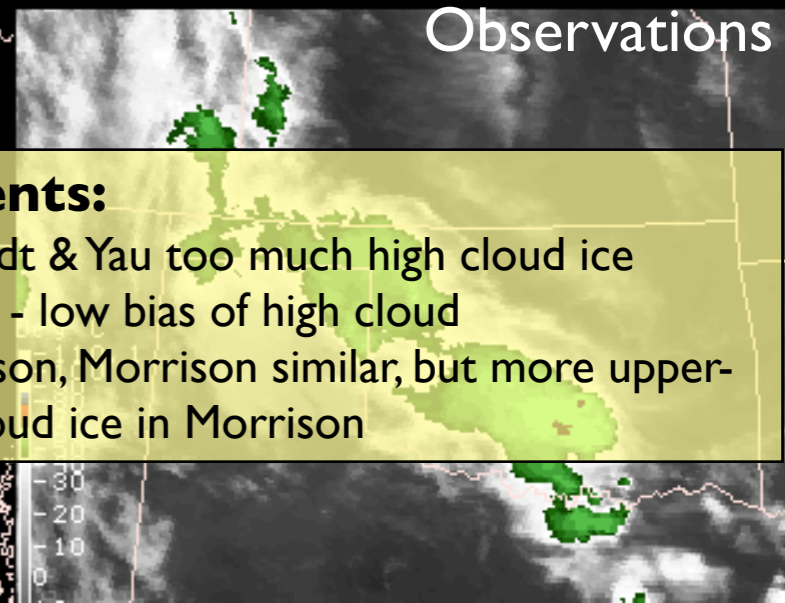 Observations
ents:
dt & Yau too much high cloud ice
- low bias of high cloud
son, Morrison similar, but more upper-
oud ice in Morrison
-30
-20
-10
0